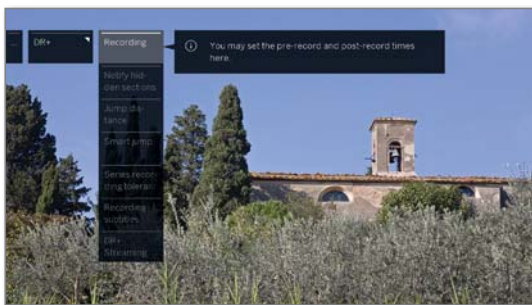 ...
DR+
Recording
You may set the pre-record and post-record times
here.
Notify hid-
den sections
Jump dis-
tance
Smart jump
Series recor-
ding toleran
Recording
subtitles
DR+
Streaming